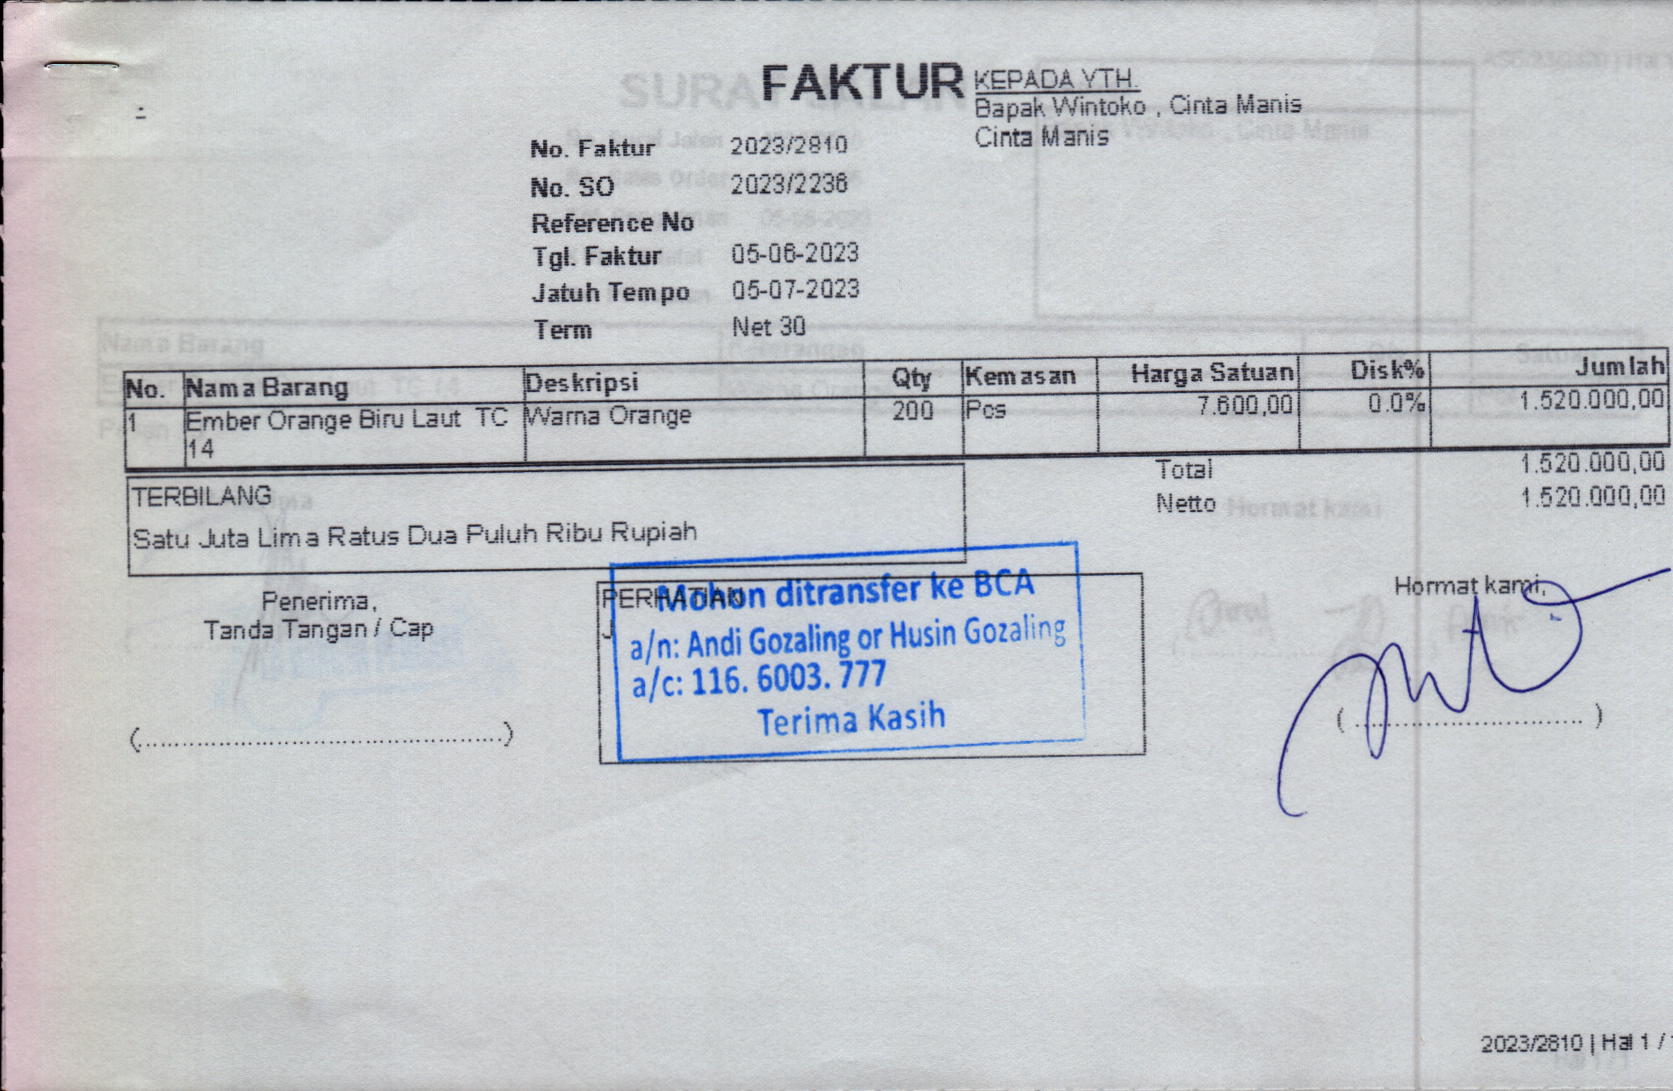 FAKTUR
KEPADA YTH.
Bapak Wintoko , Cinta Manis
Cinta Manis
No. Faktur 2023/2810
No. SO 2023/2236
Reference No
Tgl. Faktur 05-06-2023
Jatuh Tempo 05-07-2023
Term Net 30
No. Nama Barang Deskripsi Qty Kemasan Harga Satuan Disk% Jumlah
1 Ember Orange Biru Laut TC Warna Orange 200 Pcs 7.600,00 0.0% 1.520.000,00
14
Total 1.520.000,00
Netto 1.520.000,00
TERBILANG
Satu Juta Lima Ratus Dua Puluh Ribu Rupiah
Penerima,
Tanda Tangan / Cap
(..................................................)
PERHATIAN
Mohon ditransfer ke BCA
a/n: Andi Gozaling or Husin Gozaling
a/c: 116. 6003. 777
Terima Kasih
Hormat kami,
( ............................... )
2023/2810 | Hal 1 /